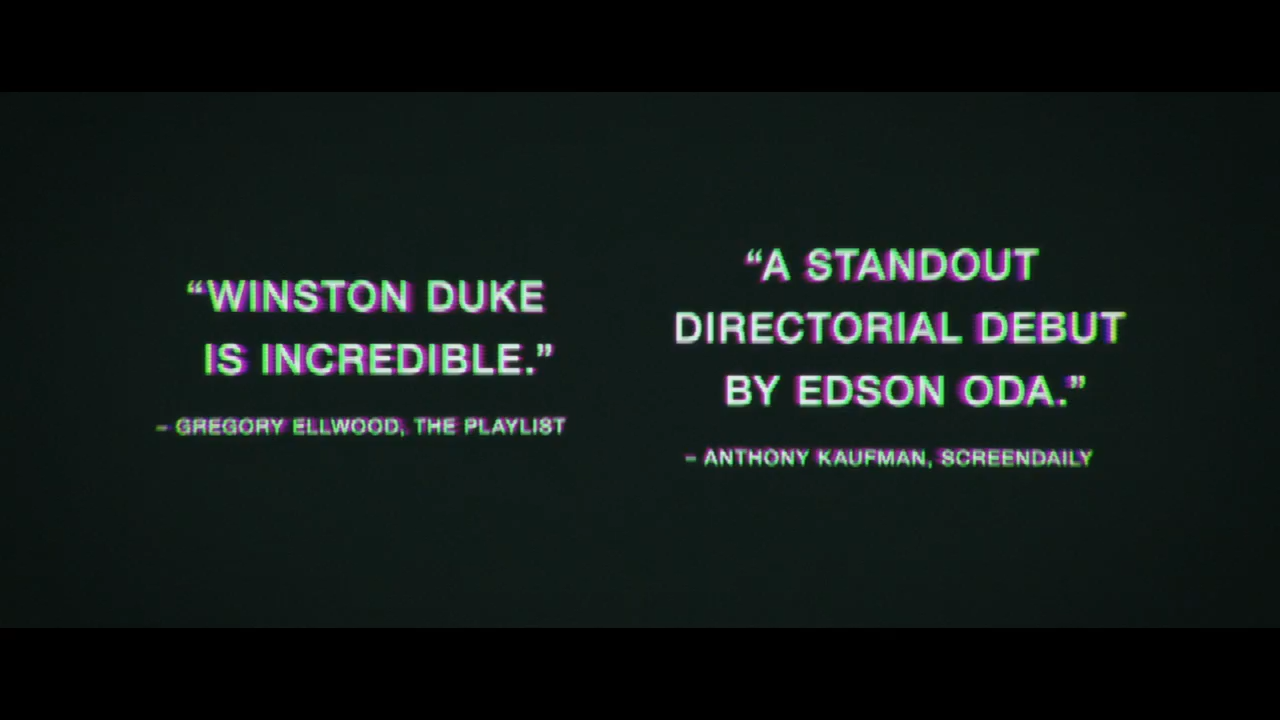 “WINSTON DUKE
IS INCREDIBLE.”
– GREGORY ELLWOOD, THE PLAYLIST
“A STANDOUT
DIRECTORIAL DEBUT
BY EDSON ODA.”
– ANTHONY KAUFMAN, SCREENDAILY